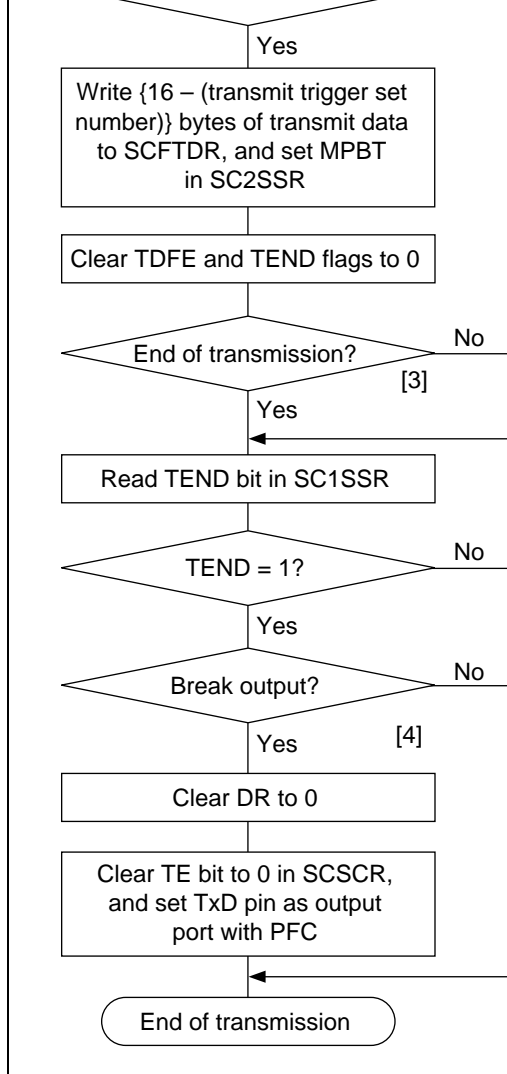 Yes
Write {16 – (transmit trigger set
number)} bytes of transmit data
to SCFTDR, and set MPBT
in SC2SSR
Clear TDFE and TEND flags to 0
End of transmission?
No
[3]
Yes
Read TEND bit in SC1SSR
TEND = 1?
No
Yes
Break output?
No
[4]
Yes
Clear DR to 0
Clear TE bit to 0 in SCSCR,
and set TxD pin as output
port with PFC
End of transmission